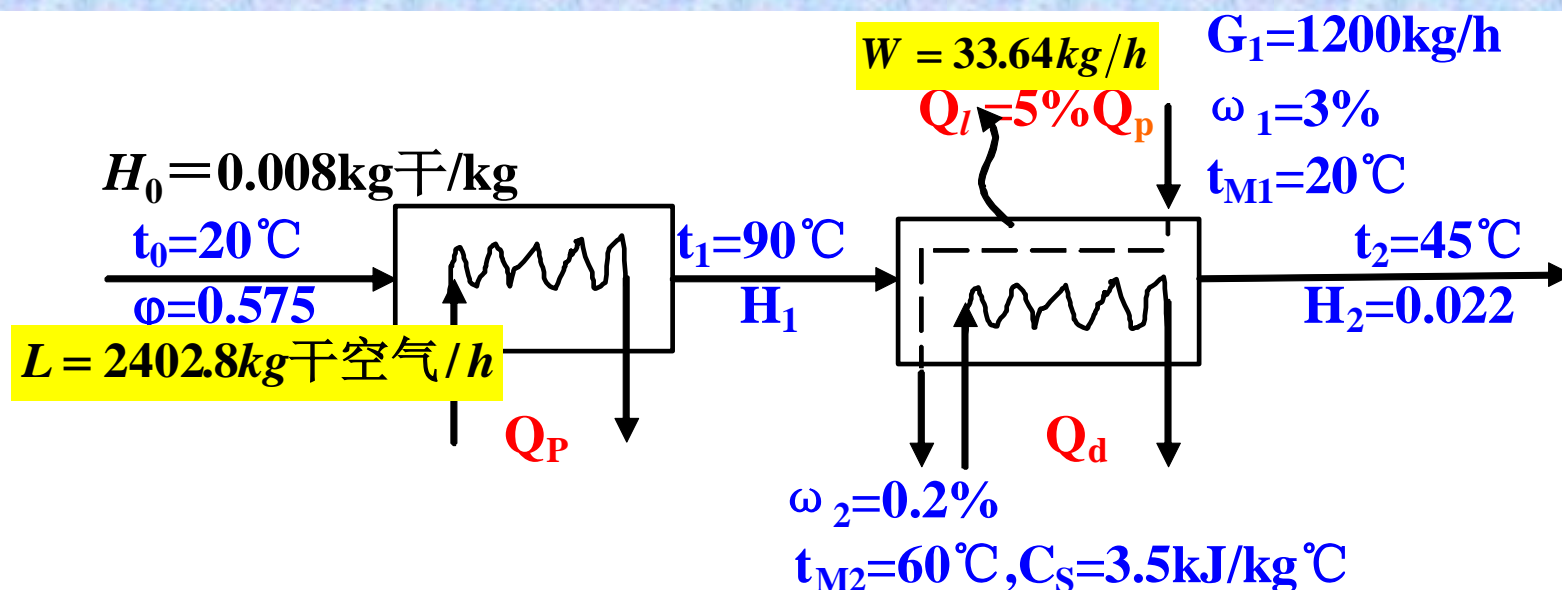 G₁=1200kg/h
W = 33.64kg/h
Qₗ=5%Qₚ
ω₁=3%
H₀＝0.008kg干/kg
t_M1=20℃
t₀=20℃
t₁=90℃
t₂=45℃
φ=0.575
H₁
H₂=0.022
L = 2402.8kg干空气/h
Q_P
Q_d
ω₂=0.2%
t_M2=60℃,C_S=3.5kJ/kg℃